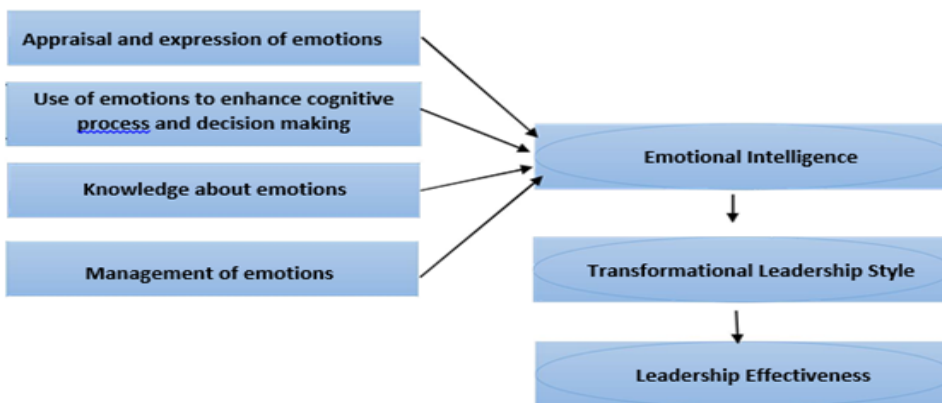 Appraisal and expression of emotions
Use of emotions to enhance cognitive
process and decision making
Knowledge about emotions
Management of emotions
Emotional Intelligence
Transformational Leadership Style
Leadership Effectiveness